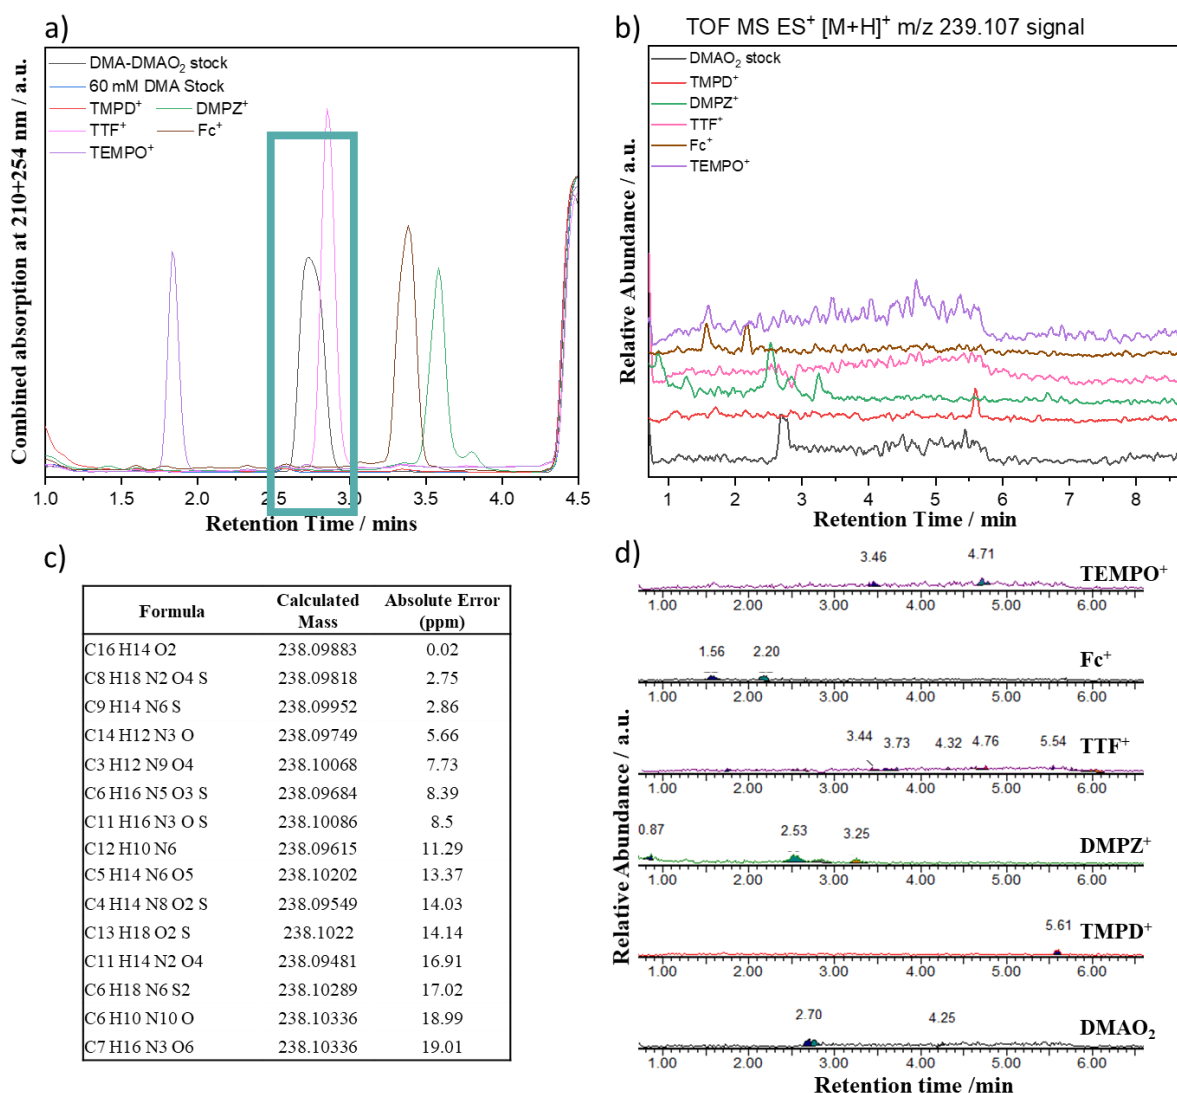 a)
Combined absorption at 210+254 nm / a.u.
DMA-DMAO₂ stock
60 mM DMA Stock
TMPD⁺ DMPZ⁺
TTF⁺ Fc⁺
TEMPO⁺
1.0 1.5 2.0 2.5 3.0 3.5 4.0 4.5
Retention Time / mins
b)
TOF MS ES⁺ [M+H]⁺ m/z 239.107 signal
Relative Abundance / a.u.
DMAO₂ stock
TMPD⁺
DMPZ⁺
TTF⁺
Fc⁺
TEMPO⁺
1 2 3 4 5 6 7 8
Retention Time / min
c)
Formula Calculated Mass Absolute Error (ppm)
C16 H14 O2 238.09883 0.02
C8 H18 N2 O4 S 238.09818 2.75
C9 H14 N6 S 238.09952 2.86
C14 H12 N3 O 238.09749 5.66
C3 H12 N9 O4 238.10068 7.73
C6 H16 N5 O3 S 238.09684 8.39
C11 H16 N3 O S 238.10086 8.5
C12 H10 N6 238.09615 11.29
C5 H14 N6 O5 238.10202 13.37
C4 H14 N8 O2 S 238.09549 14.03
C13 H18 O2 S 238.1022 14.14
C11 H14 N2 O4 238.09481 16.91
C6 H18 N6 S2 238.10289 17.02
C6 H10 N10 O 238.10336 18.99
C7 H16 N3 O6 238.10336 19.01
d)
Relative Abundance / a.u.
3.46 4.71
TEMPO⁺
1.00 2.00 3.00 4.00 5.00 6.00
1.56 2.20
Fc⁺
1.00 2.00 3.00 4.00 5.00 6.00
3.44 3.73 4.32 4.76 5.54
TTF⁺
1.00 2.00 3.00 4.00 5.00 6.00
0.87 2.53 3.25
DMPZ⁺
1.00 2.00 3.00 4.00 5.00 6.00
5.61
TMPD⁺
1.00 2.00 3.00 4.00 5.00 6.00
2.70 4.25
DMAO₂
1.00 2.00 3.00 4.00 5.00 6.00
Retention time /min